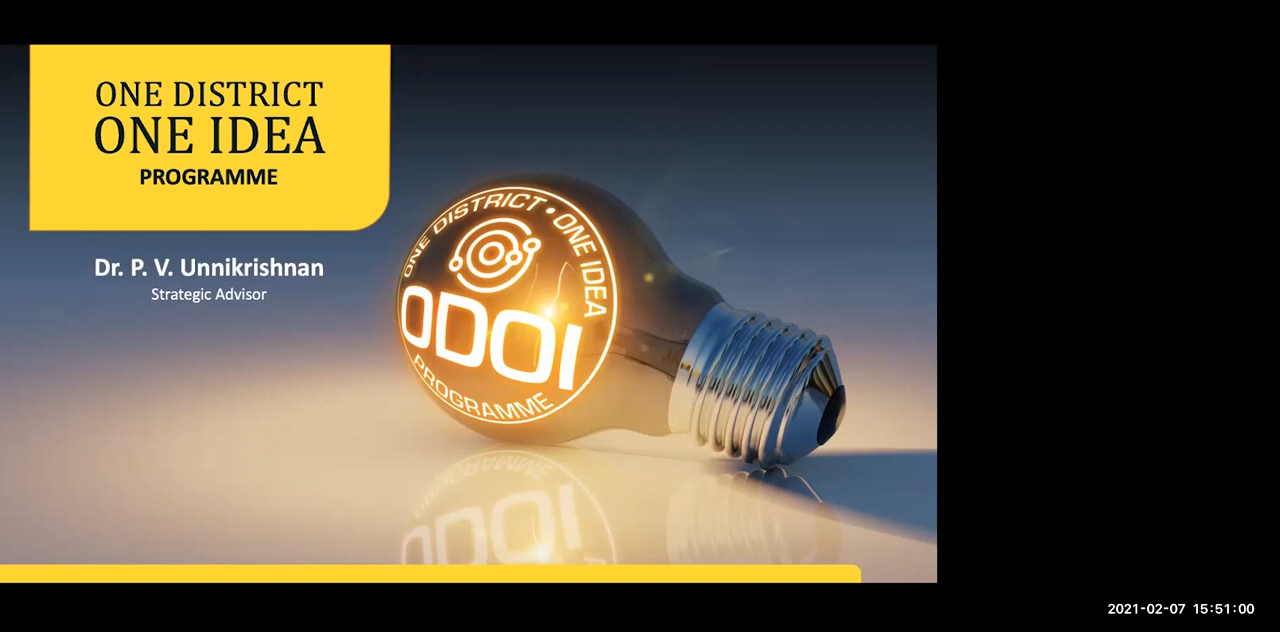 ONE DISTRICT
ONE IDEA
PROGRAMME
Dr. P. V. Unnikrishnan
Strategic Advisor
ONE DISTRICT • ONE IDEA
ODOI
PROGRAMME
ODOI
2021-02-07 15:51:00